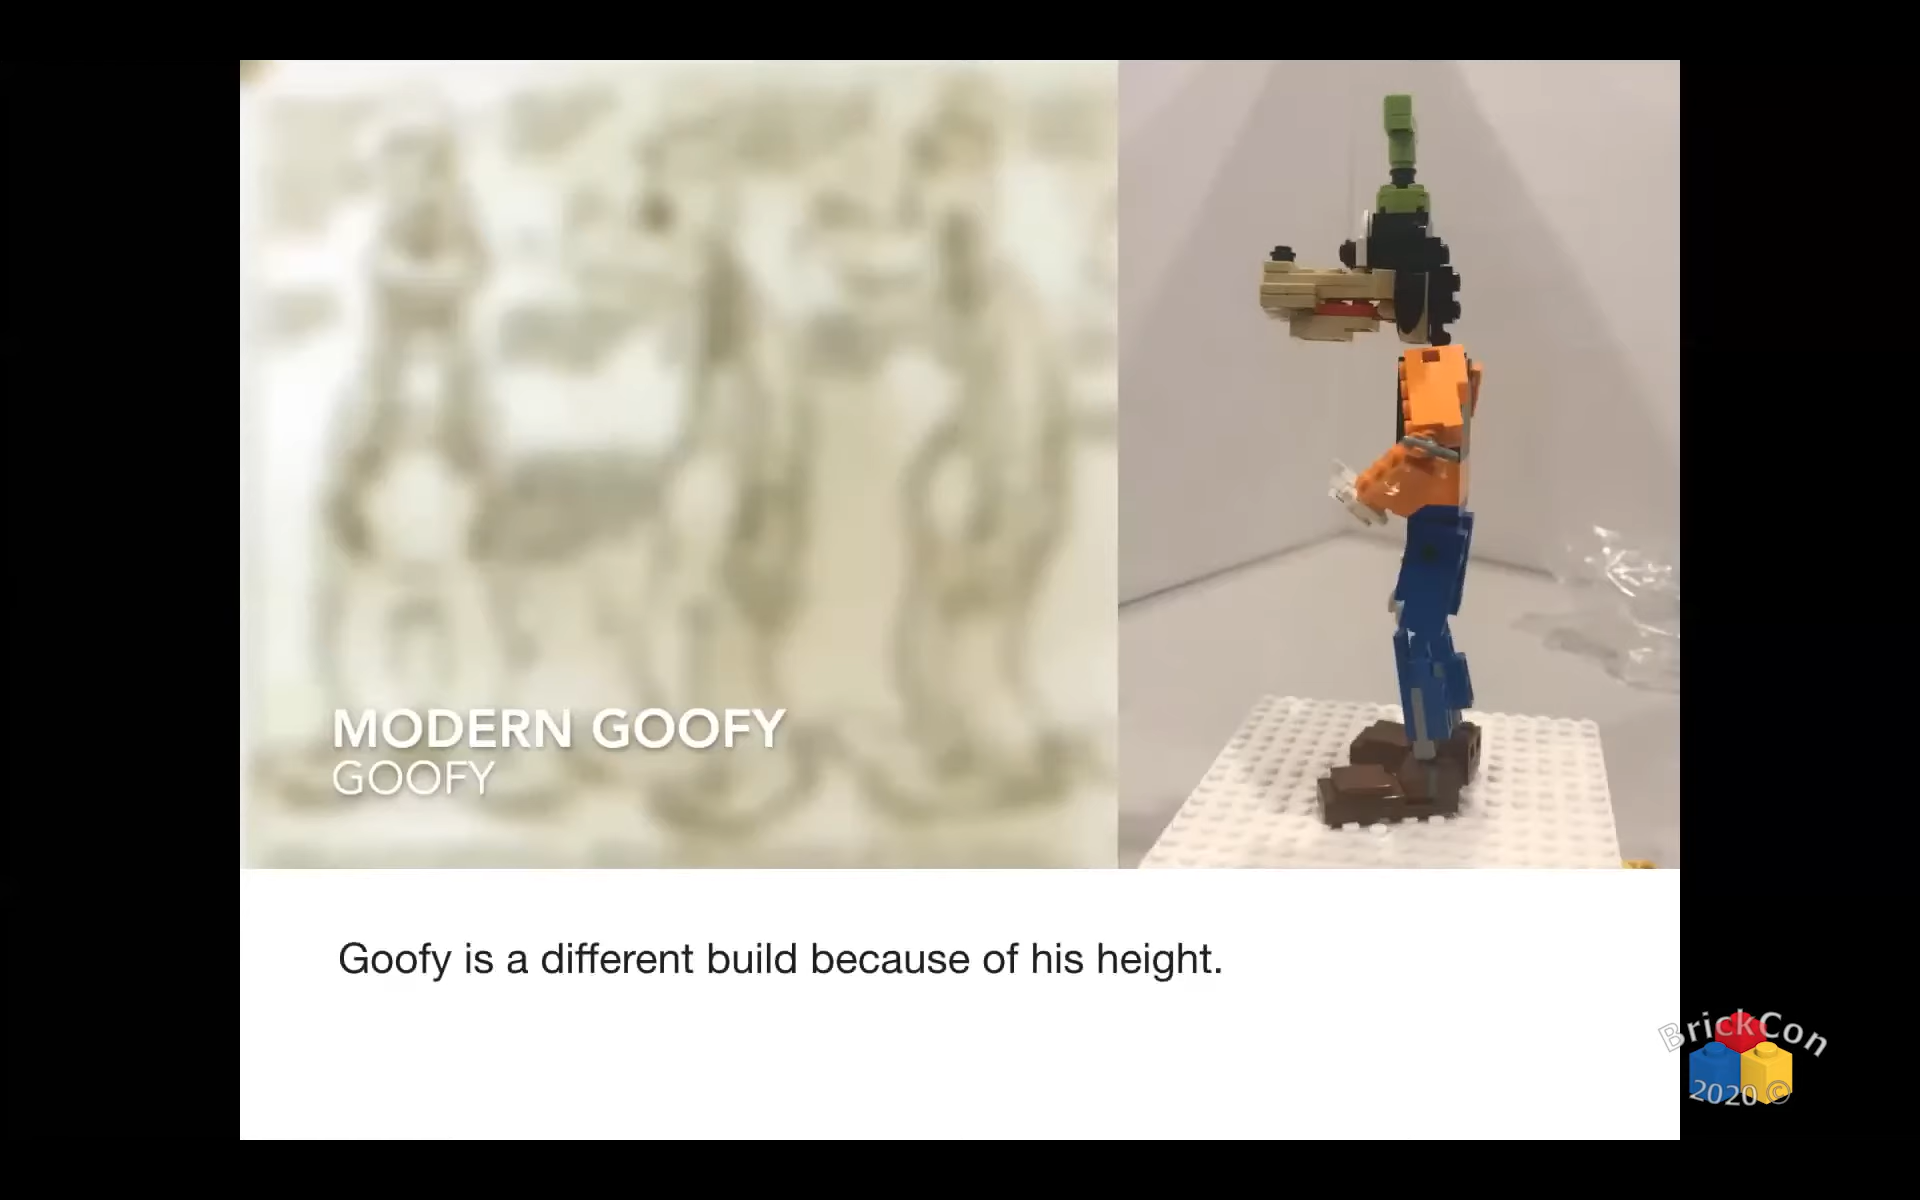 MODERN GOOFY
GOOFY
Goofy is a different build because of his height.
BrickCon
2020 ©